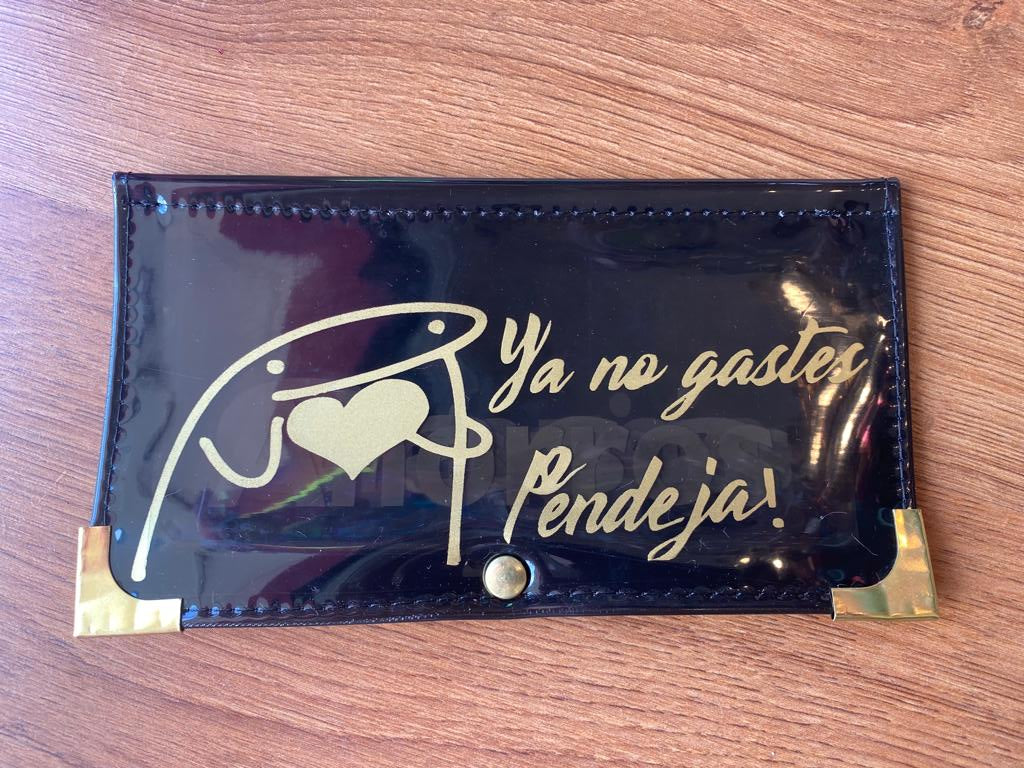 Ya no gastes
Pendeja!